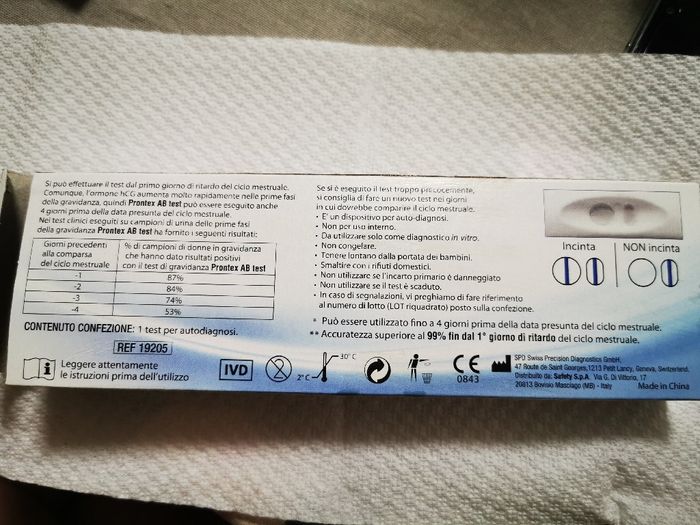 Si può effettuare il test dal primo giorno di ritardo del ciclo mestruale.
Comunque, l'ormone hCG aumenta molto rapidamente nelle prime fasi
della gravidanza, quindi Prontex AB test può essere eseguito anche
4 giorni prima della data presunta del ciclo mestruale.
Nei test clinici eseguiti su campioni di urina delle prime fasi
della gravidanza Prontex AB test ha fornito i seguenti risultati:
Giorni precedenti
alla comparsa
del ciclo mestruale
% di campioni di donne in gravidanza
che hanno dato risultati positivi
con il test di gravidanza Prontex AB test
-1 87%
-2 84%
-3 74%
-4 53%
CONTENUTO CONFEZIONE: 1 test per autodiagnosi.
REF 19205
i
Leggere attentamente
le istruzioni prima dell'utilizzo
Se si è eseguito il test troppo precocemente,
si consiglia di fare un nuovo test nei giorni
in cui dovrebbe comparire il ciclo mestruale.
• E' un dispositivo per auto-diagnosi.
• Non per uso interno.
• Da utilizzare solo come diagnostico in vitro.
• Non congelare.
• Tenere lontano dalla portata dei bambini.
• Smaltire con i rifiuti domestici.
• Non utilizzare se l'incarto primario è danneggiato
• Non utilizzare se il test è scaduto.
• In caso di segnalazioni, vi preghiamo di fare riferimento
al numero di lotto (LOT riquadrato) posto sulla confezione.
Incinta
NON incinta
* Può essere utilizzato fino a 4 giorni prima della data presunta del ciclo mestruale.
** Accuratezza superiore al 99% fin dal 1° giorno di ritardo del ciclo mestruale.
IVD
2
2°C
30°C
CE
0843
SPD Swiss Precision Diagnostics GmbH.
47 Route de Saint Georges, 1213 Petit Lancy, Geneva, Switzerland.
Distribuito da: Safety S.p.A. Via G. Di Vittorio, 17
20813 Bovisio Masciago (MB) - Italy
Made in China